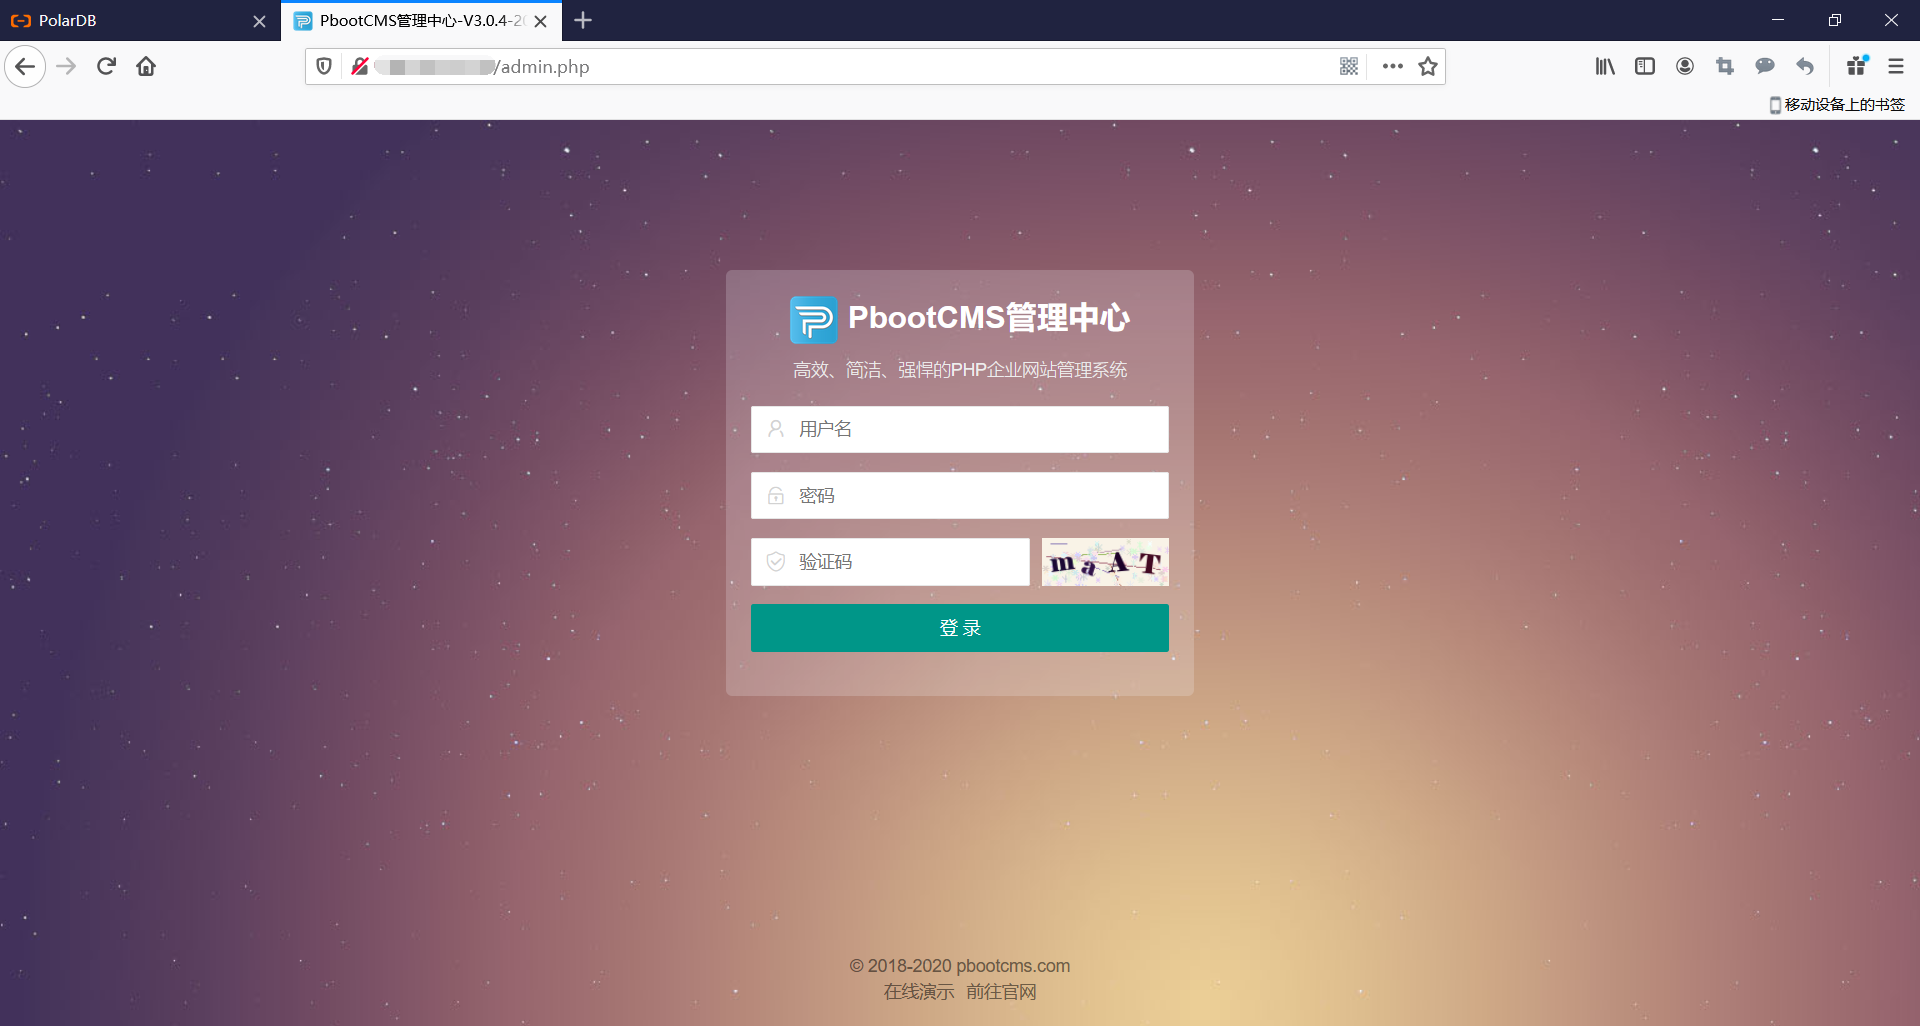 PolarDB
PbootCMS管理中心-V3.0.4-20
/admin.php
移动设备上的书签
PbootCMS管理中心
高效、简洁、强悍的PHP企业网站管理系统
用户名
密码
验证码
maAT
登 录
© 2018-2020 pbootcms.com
在线演示 前往官网